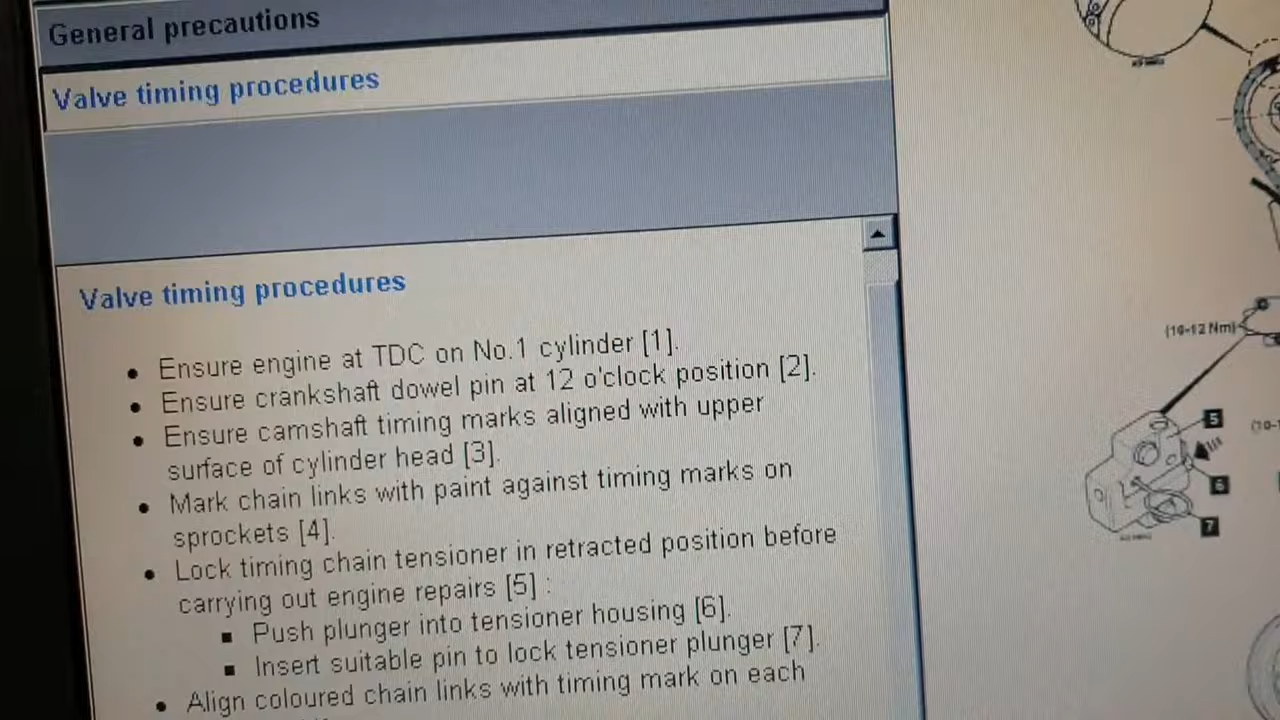 General precautions
Valve timing procedures
Valve timing procedures
• Ensure engine at TDC on No.1 cylinder [1].
• Ensure crankshaft dowel pin at 12 o'clock position [2].
• Ensure camshaft timing marks aligned with upper
surface of cylinder head [3].
• Mark chain links with paint against timing marks on
sprockets [4].
• Lock timing chain tensioner in retracted position before
carrying out engine repairs [5] :
▪ Push plunger into tensioner housing [6].
▪ Insert suitable pin to lock tensioner plunger [7].
• Align coloured chain links with timing mark on each
(10-12 Nm)
5
(10-
6
7